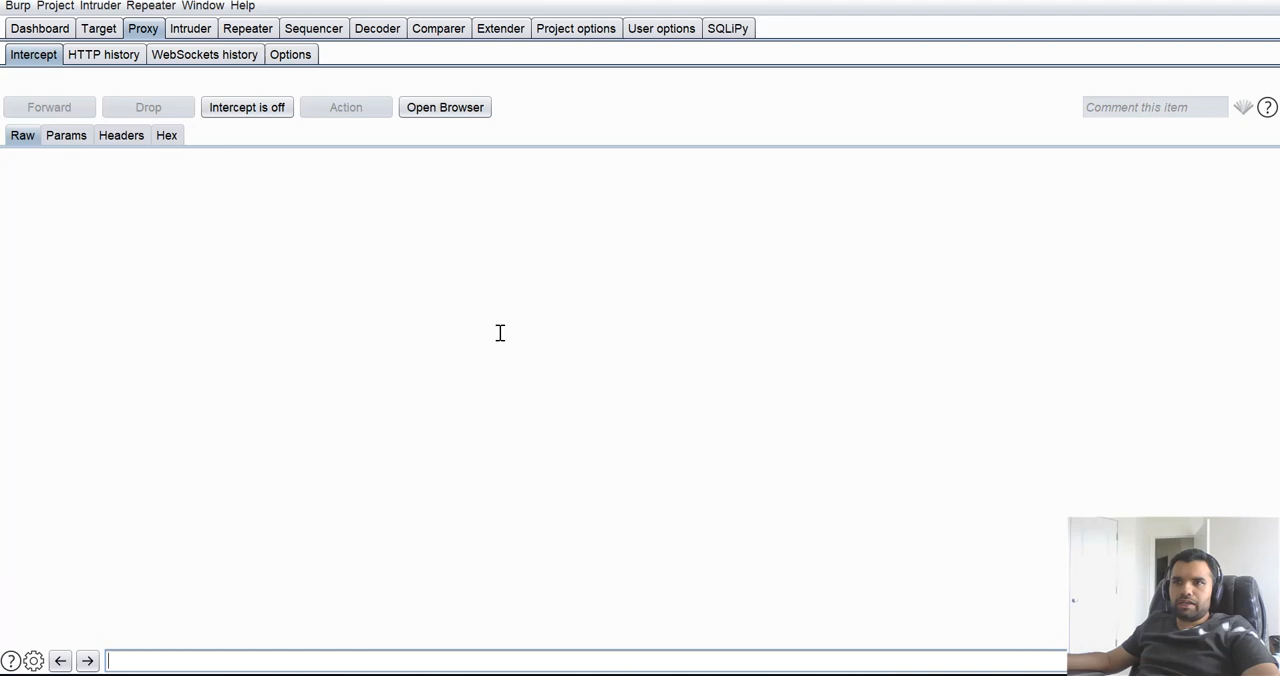 Burp Project Intruder Repeater Window Help
Dashboard Target Proxy Intruder Repeater Sequencer Decoder Comparer Extender Project options User options SQLiPy
Intercept HTTP history WebSockets history Options
Forward Drop Intercept is off Action Open Browser Comment this item ?
Raw Params Headers Hex
?